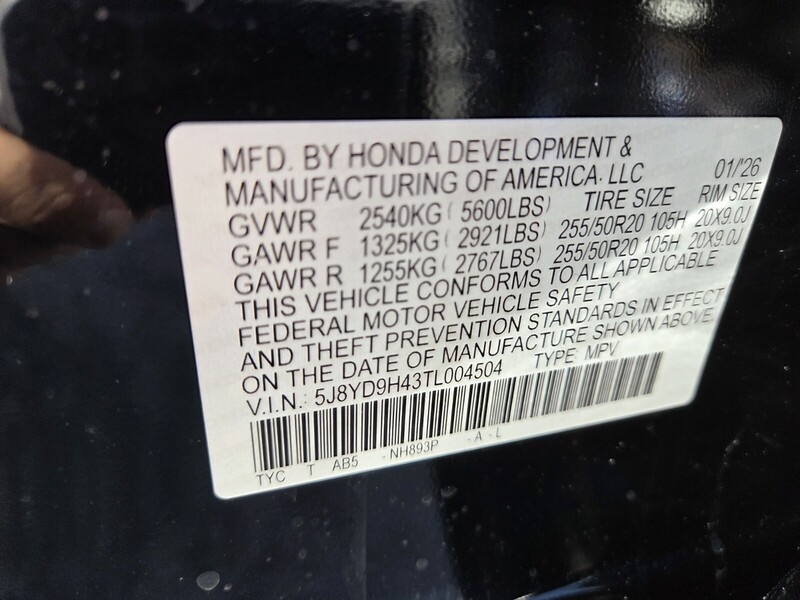 MFD. BY HONDA DEVELOPMENT &
MANUFACTURING OF AMERICA. LLC 01/'26
GVWR 2540KG ( 5600LBS) TIRE SIZE RIM SIZE
GAWR F 1325KG ( 2921LBS) 255/50R20 105H 20X9.0J
GAWR R 1255KG ( 2767LBS) 255/50R20 105H 20X9.0J
THIS VEHICLE CONFORMS TO ALL APPLICABLE
FEDERAL MOTOR VEHICLE SAFETY
AND THEFT PREVENTION STANDARDS IN EFFECT
ON THE DATE OF MANUFACTURE SHOWN ABOVE
V.I.N.: 5J8YD9H43TL004504 TYPE: MPV
TYC T AB5 -NH893P -A-L